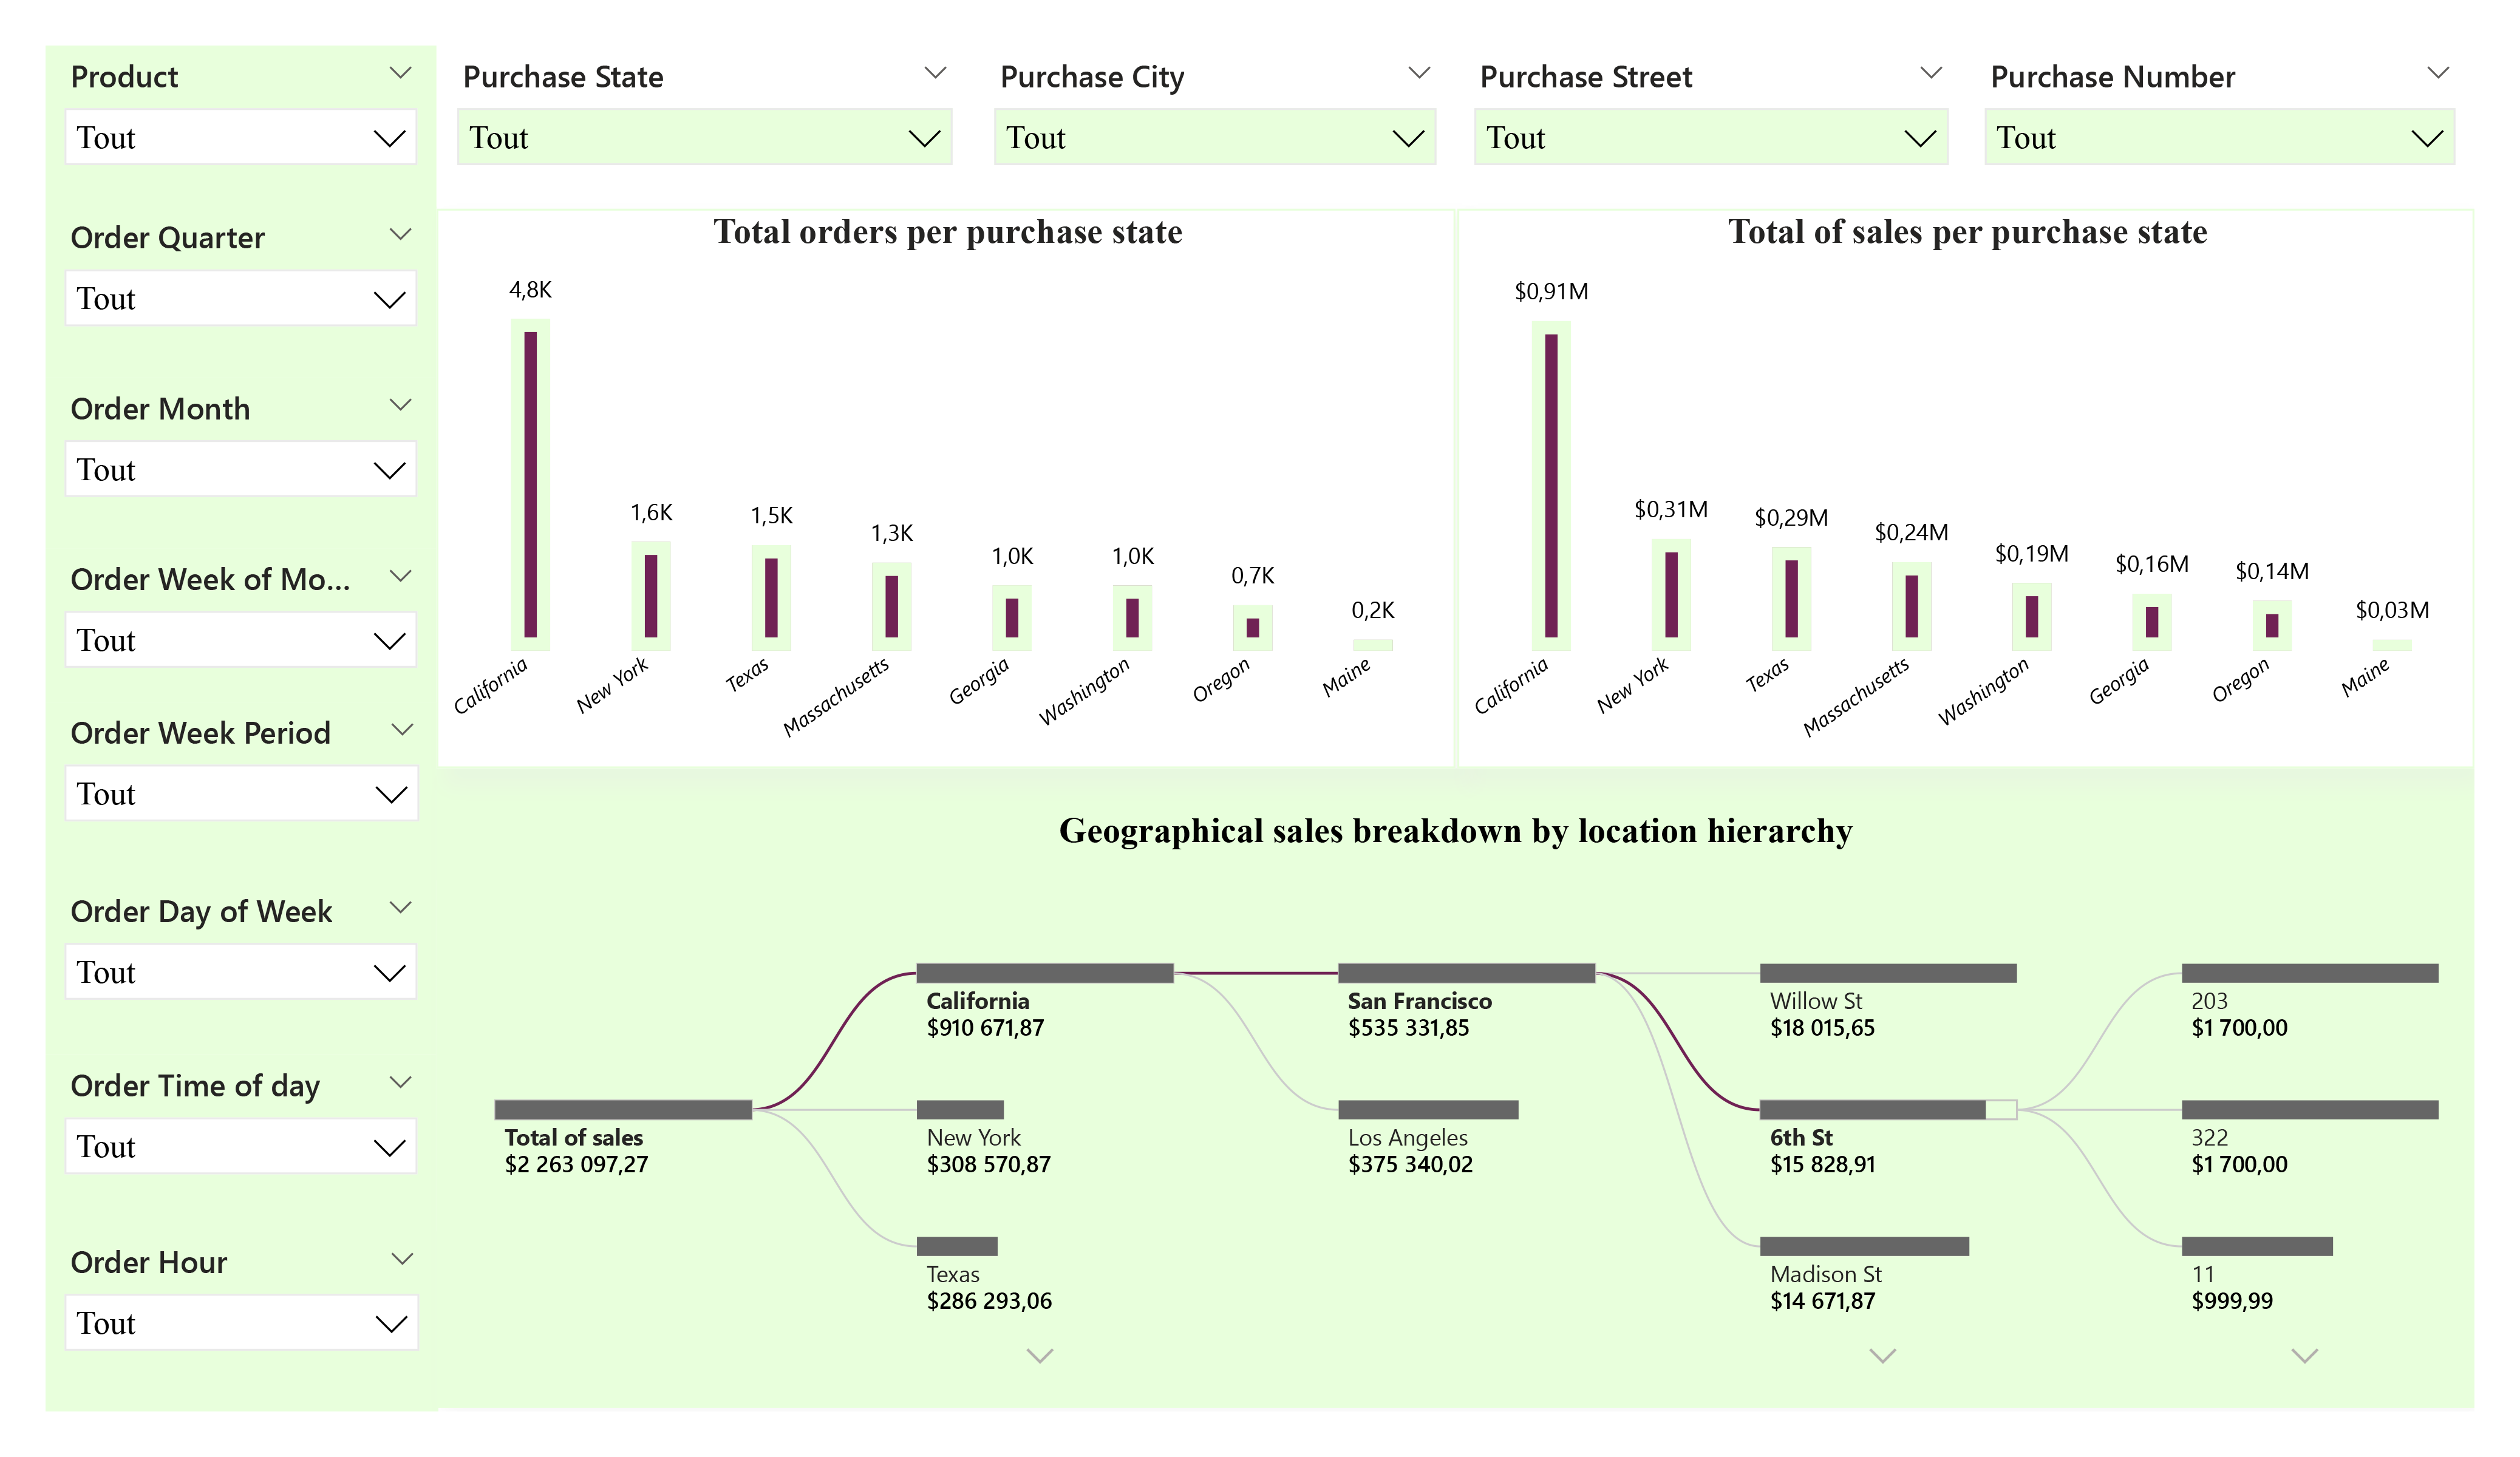 Product
Tout
Order Quarter
Tout
Order Month
Tout
Order Week of Mo...
Tout
Order Week Period
Tout
Order Day of Week
Tout
Order Time of day
Tout
Order Hour
Tout
Purchase State
Tout
Purchase City
Tout
Purchase Street
Tout
Purchase Number
Tout
Total orders per purchase state
4,8K
1,6K
1,5K
1,3K
1,0K
1,0K
0,7K
0,2K
California
New York
Texas
Massachusetts
Georgia
Washington
Oregon
Maine
Total of sales per purchase state
$0,91M
$0,31M
$0,29M
$0,24M
$0,19M
$0,16M
$0,14M
$0,03M
California
New York
Texas
Massachusetts
Washington
Georgia
Oregon
Maine
Geographical sales breakdown by location hierarchy
Total of sales
$2 263 097,27
California
$910 671,87
New York
$308 570,87
Texas
$286 293,06
San Francisco
$535 331,85
Los Angeles
$375 340,02
Willow St
$18 015,65
6th St
$15 828,91
Madison St
$14 671,87
203
$1 700,00
322
$1 700,00
11
$999,99